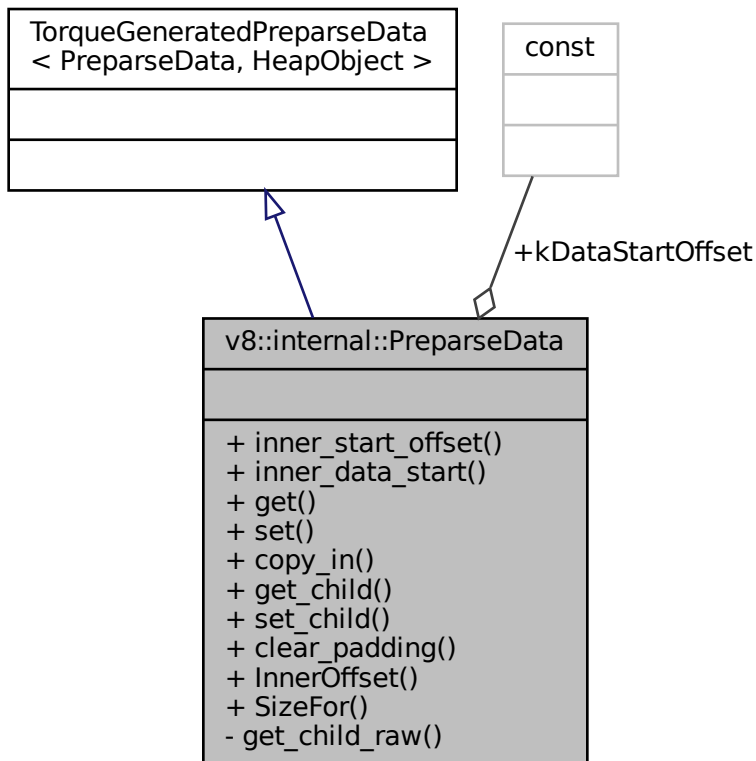 TorqueGeneratedPreparseData
< PreparseData, HeapObject >
const
+kDataStartOffset
v8::internal::PreparseData
+ inner_start_offset()
+ inner_data_start()
+ get()
+ set()
+ copy_in()
+ get_child()
+ set_child()
+ clear_padding()
+ InnerOffset()
+ SizeFor()
- get_child_raw()